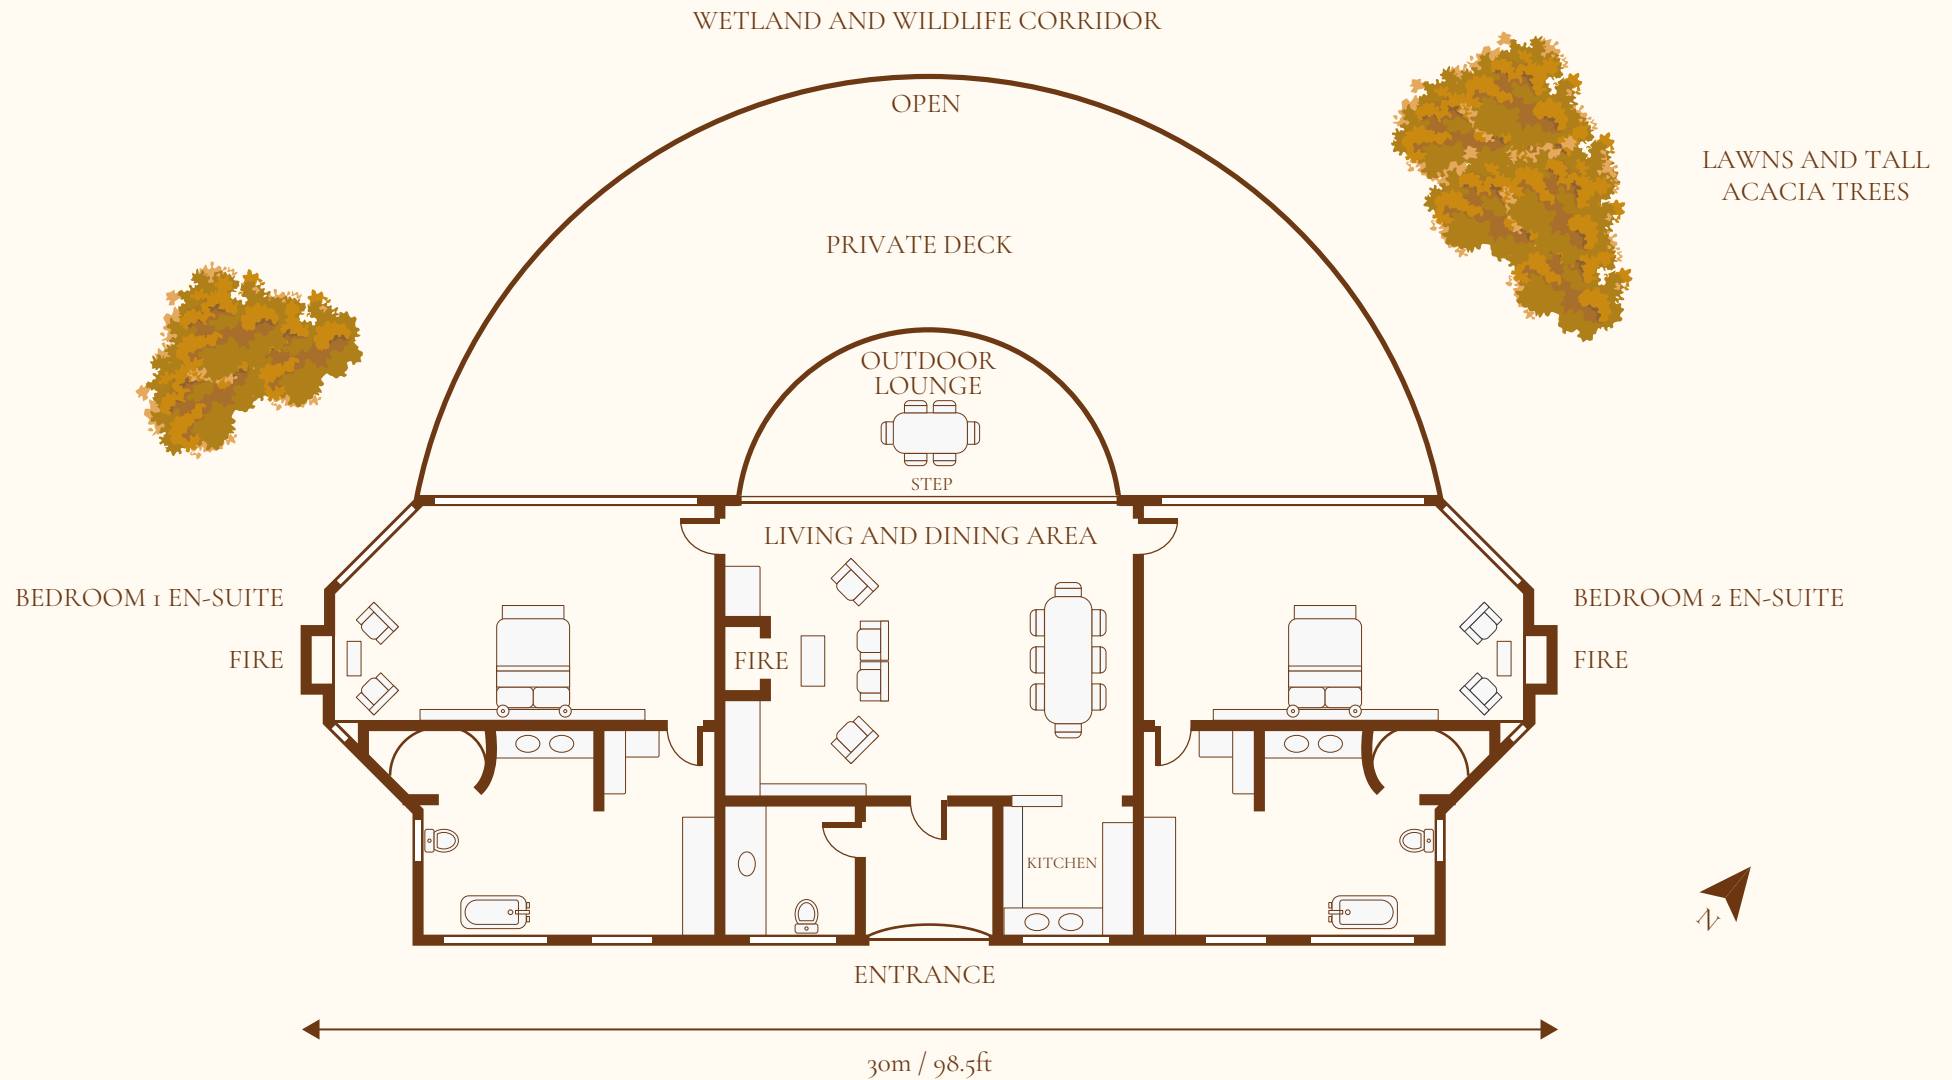 WETLAND AND WILDLIFE CORRIDOR
OPEN
LAWNS AND TALL
ACACIA TREES
PRIVATE DECK
OUTDOOR
LOUNGE
STEP
LIVING AND DINING AREA
BEDROOM 1 EN-SUITE
BEDROOM 2 EN-SUITE
FIRE
FIRE
FIRE
KITCHEN
N
ENTRANCE
30m / 98.5ft